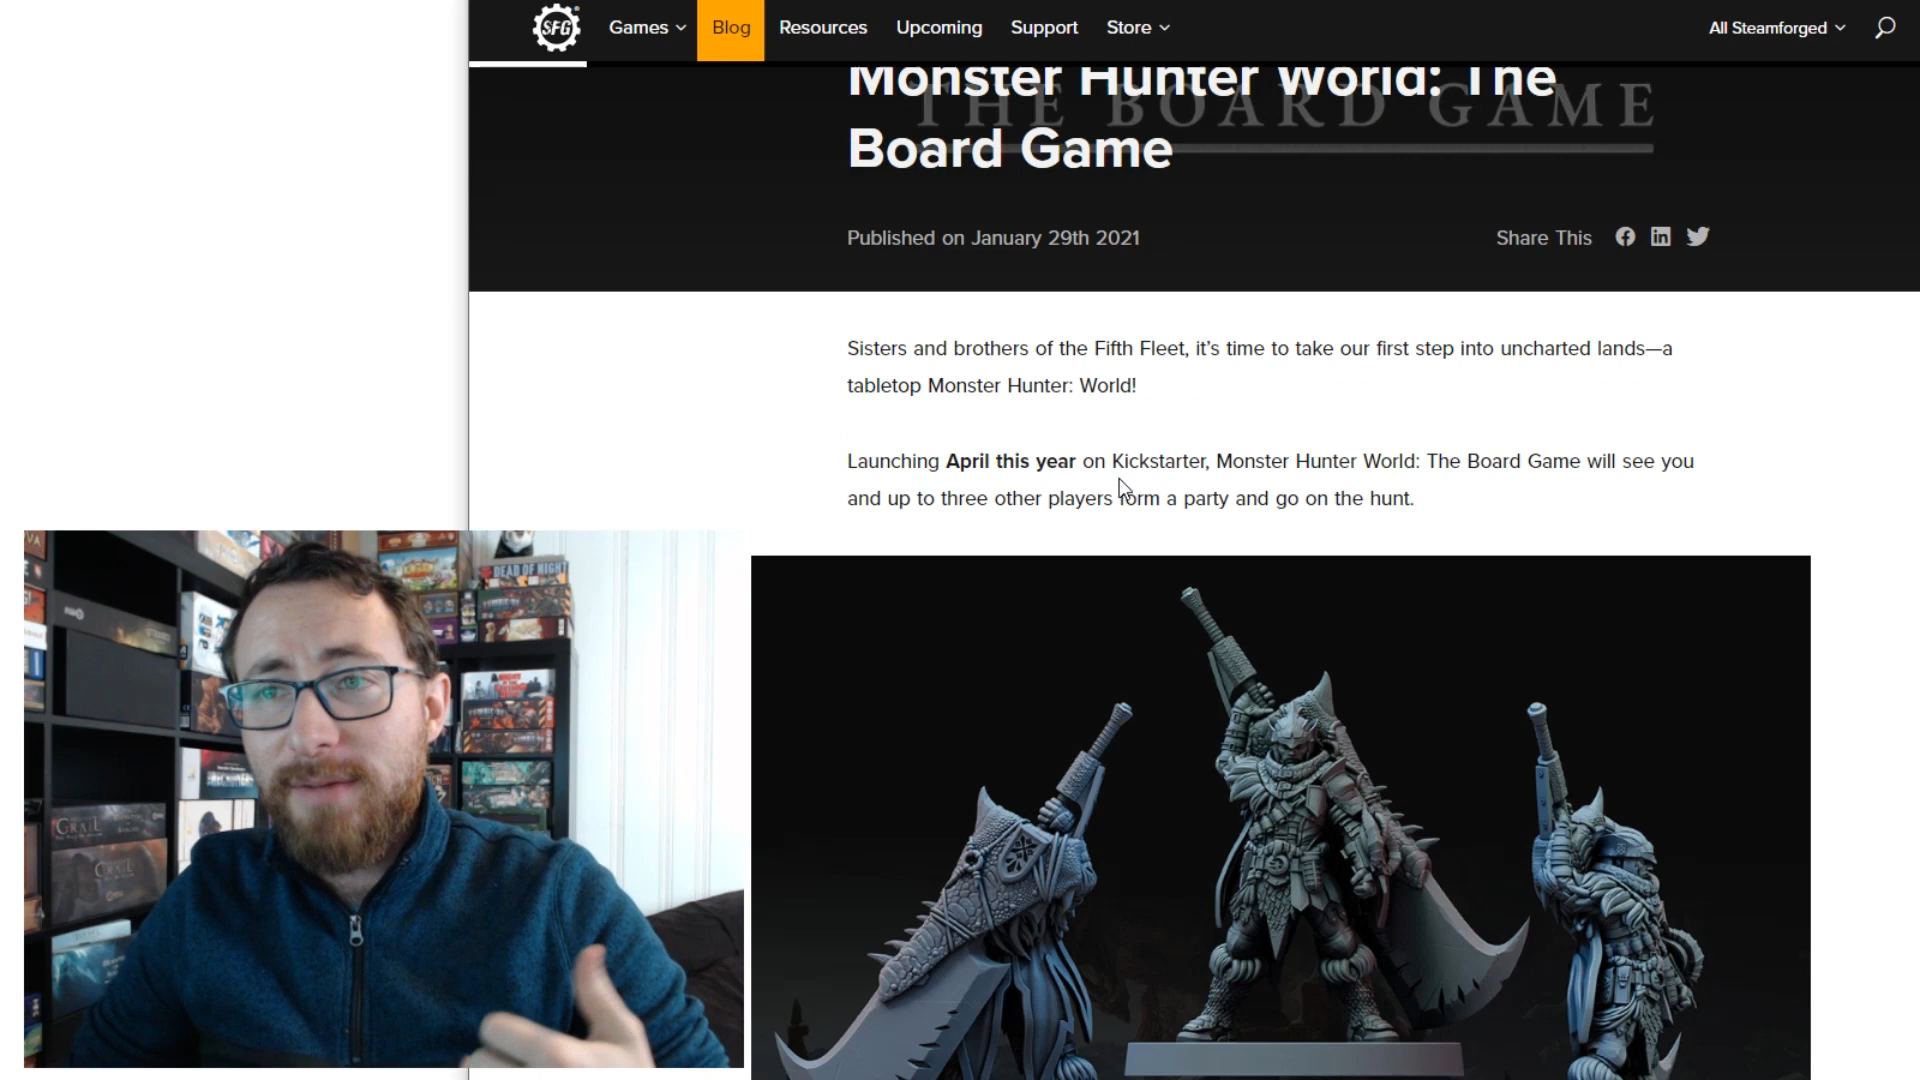 SFG
Games
Blog
Resources
Upcoming
Support
Store
All Steamforged
THE BOARD GAME
Monster Hunter World: The
Board Game
Published on January 29th 2021
Share This
Sisters and brothers of the Fifth Fleet, it's time to take our first step into uncharted lands—a
tabletop Monster Hunter: World!
Launching April this year on Kickstarter, Monster Hunter World: The Board Game will see you
and up to three other players form a party and go on the hunt.
DEAD OF NIGHT
GRAIL
GRAIL